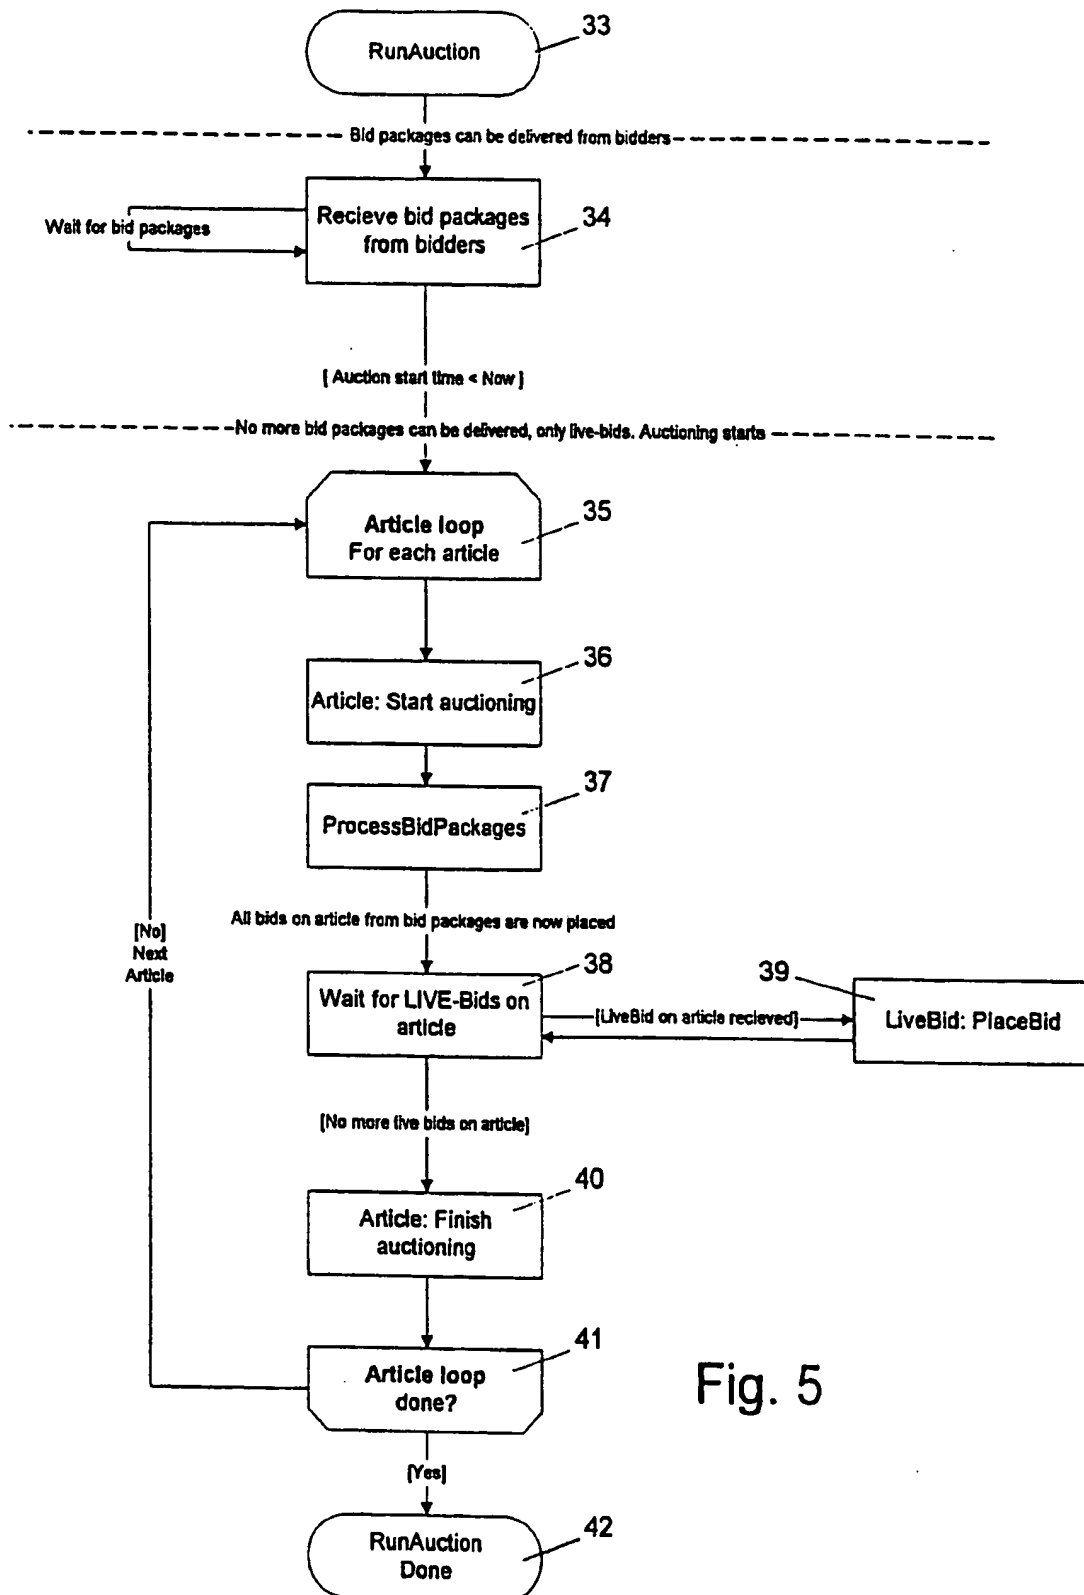 RunAuction
33
Bid packages can be delivered from bidders
Recieve bid packages
from bidders
34
Wait for bid packages
[ Auction start time < Now ]
No more bid packages can be delivered, only live-bids. Auctioning starts
Article loop
For each article
35
36
Article: Start auctioning
37
ProcessBidPackages
All bids on article from bid packages are now placed
[No]
Next
Article
38
Wait for LIVE-Bids on
article
[LiveBid on article recieved]
39
LiveBid: PlaceBid
[No more live bids on article]
40
Article: Finish
auctioning
41
Article loop
done?
Fig. 5
[Yes]
42
RunAuction
Done